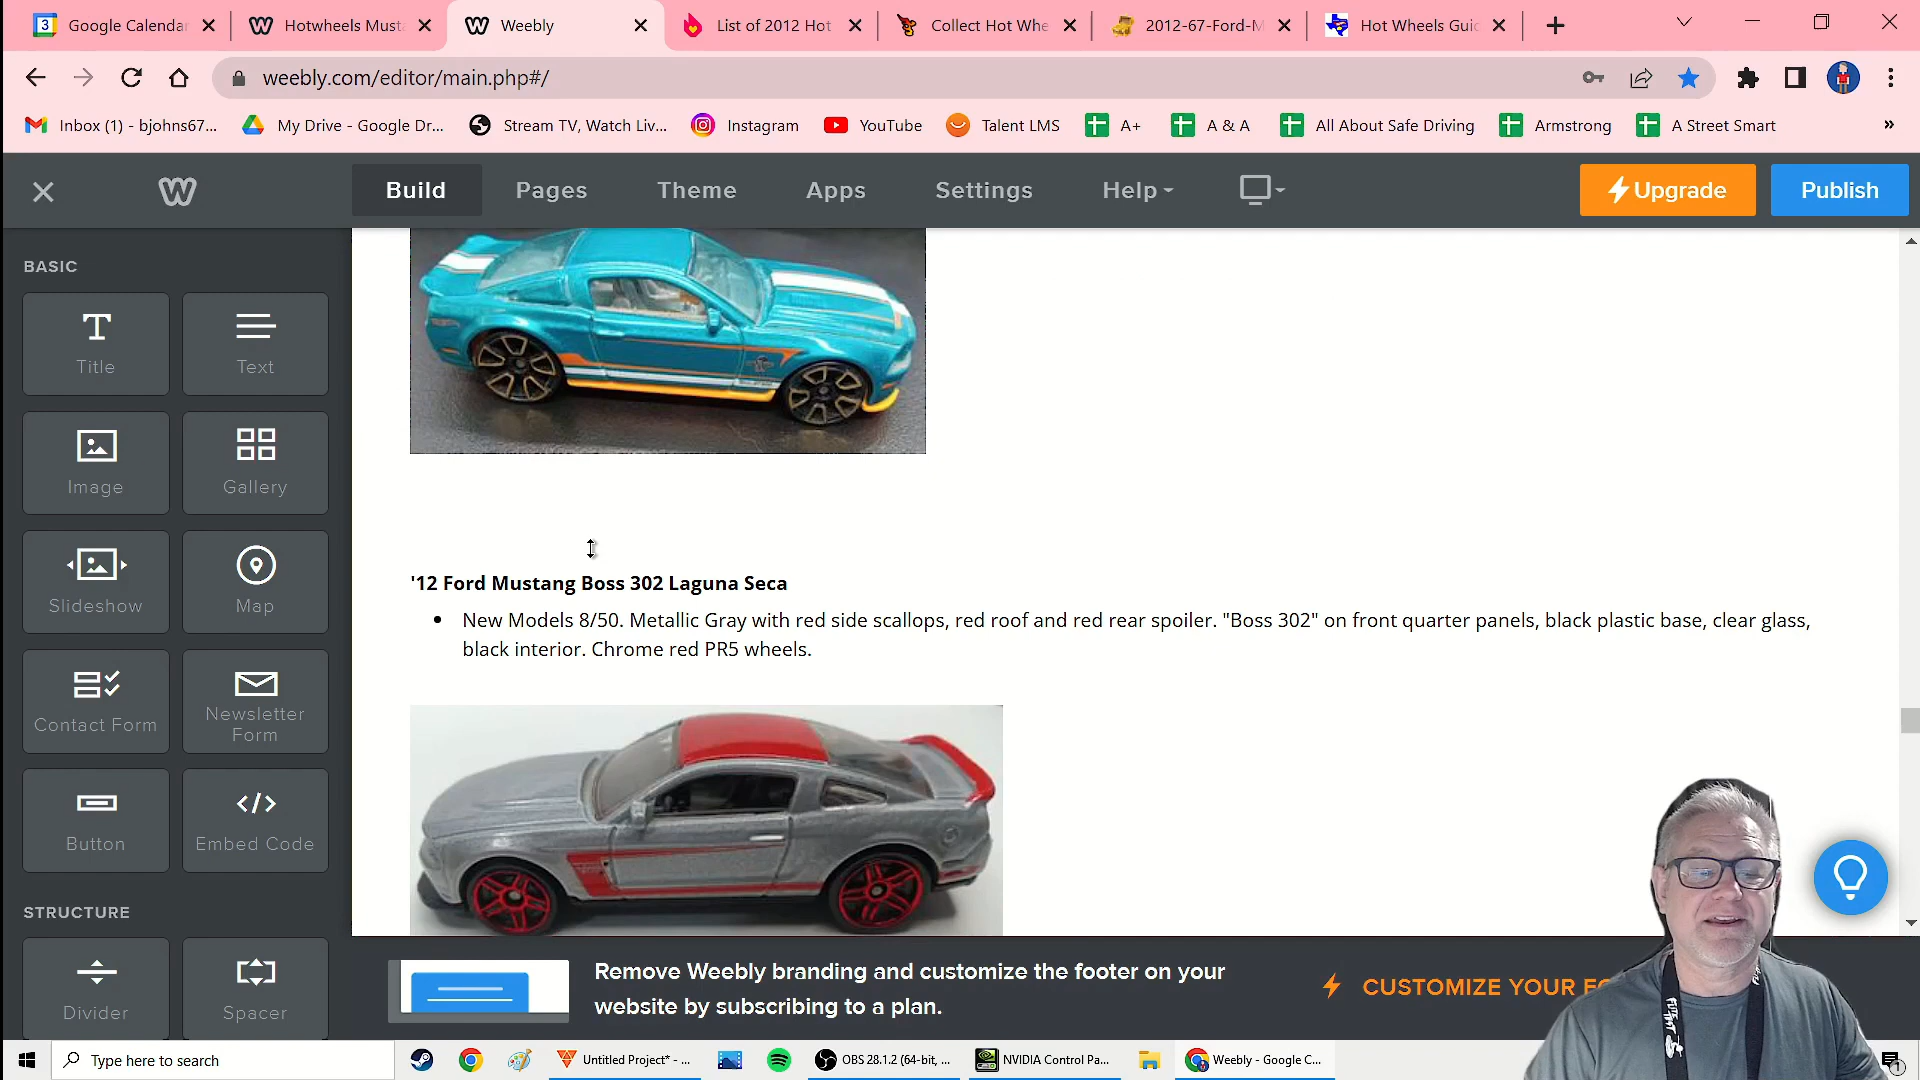 3 Google Calendar
Hotwheels Must
Weebly
List of 2012 Hot
Collect Hot Whe
2012-67-Ford-M
Hot Wheels Gui
weebly.com/editor/main.php#/
Inbox (1) - bjohns67...
My Drive - Google Dr...
Stream TV, Watch Liv...
Instagram
YouTube
Talent LMS
A+
A & A
All About Safe Driving
Armstrong
A Street Smart
»
W
Build
Pages
Theme
Apps
Settings
Help
Upgrade
Publish
BASIC
Title
Text
Image
Gallery
Slideshow
Map
Contact Form
Newsletter
Form
Button
Embed Code
STRUCTURE
Divider
Spacer
'12 Ford Mustang Boss 302 Laguna Seca
• New Models 8/50. Metallic Gray with red side scallops, red roof and red rear spoiler. "Boss 302" on front quarter panels, black plastic base, clear glass,
black interior. Chrome red PR5 wheels.
Remove Weebly branding and customize the footer on your
website by subscribing to a plan.
CUSTOMIZE YOUR FO
Type here to search
Untitled Project* - ...
OBS 28.1.2 (64-bit, ...
NVIDIA Control Pa...
Weebly - Google C...
1